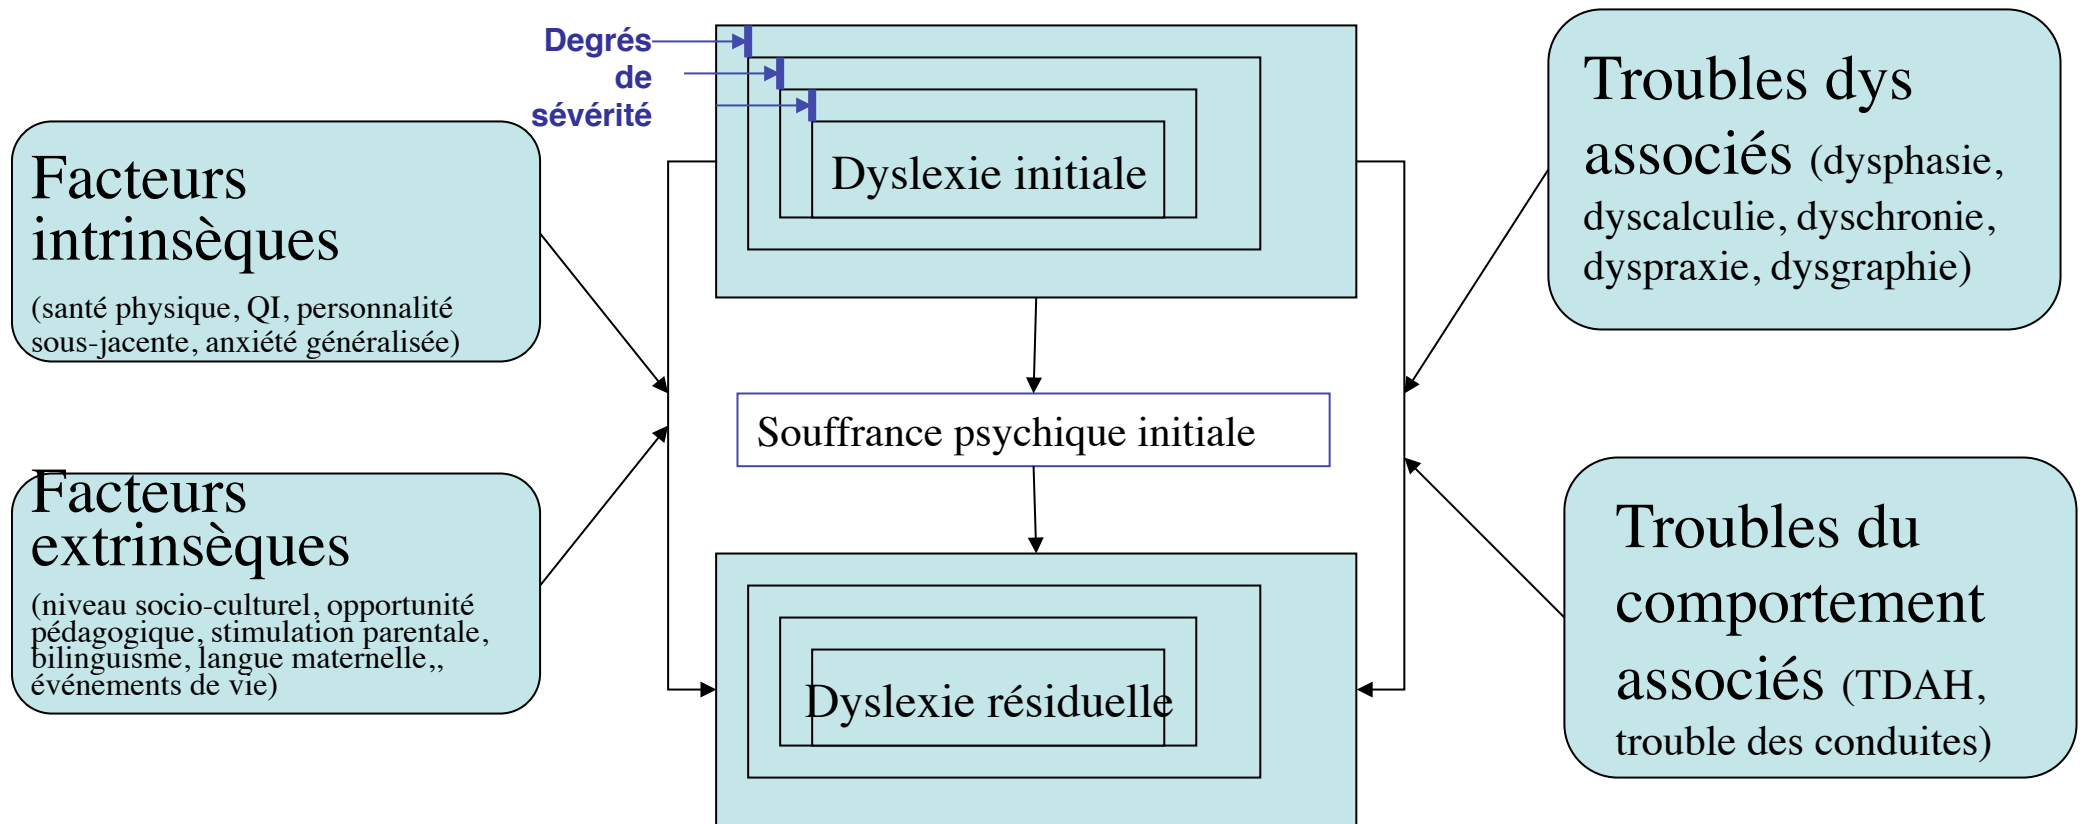 Degrés
de
sévérité
Dyslexie initiale
Facteurs
intrinsèques
(santé physique, QI, personnalité
sous-jacente, anxiété généralisée)
Troubles dys
associés (dysphasie,
dyscalculie, dyschronie,
dyspraxie, dysgraphie)
Souffrance psychique initiale
Facteurs
extrinsèques
(niveau socio-culturel, opportunité
pédagogique, stimulation parentale,
bilinguisme, langue maternelle,,
événements de vie)
Dyslexie résiduelle
Troubles du
comportement
associés (TDAH,
trouble des conduites)